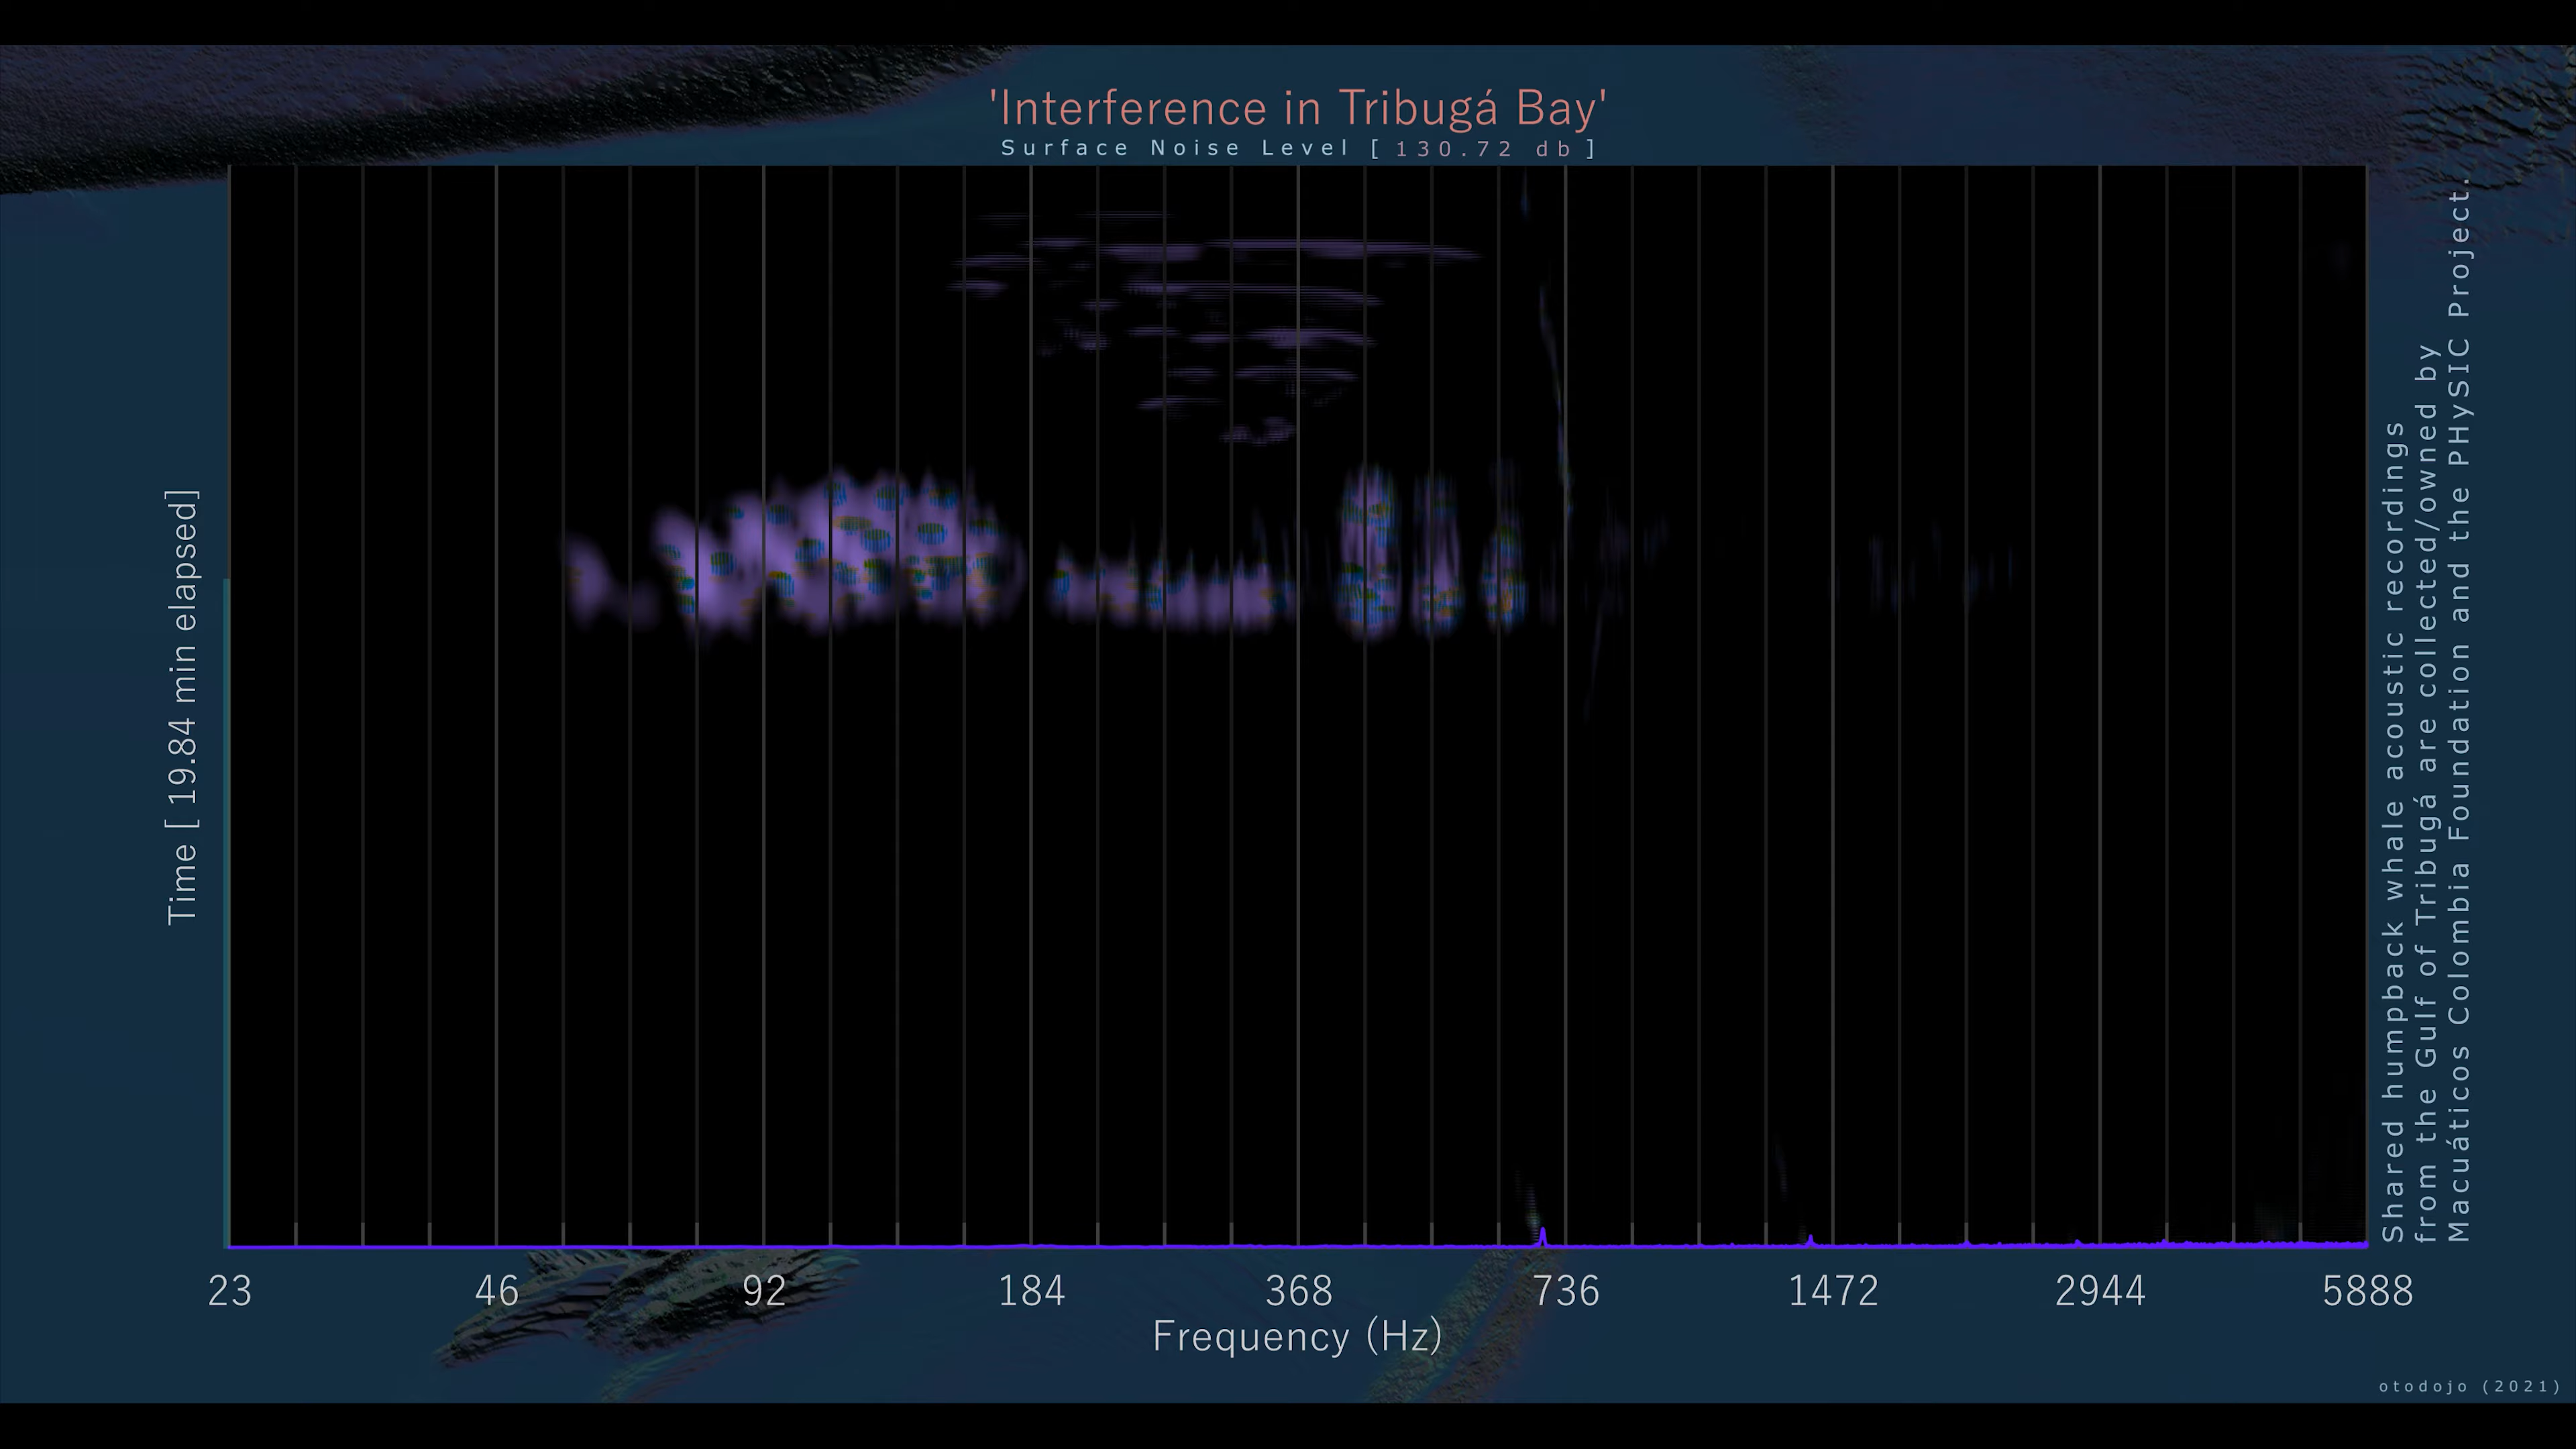 'Interference in Tribugá Bay'
Surface Noise Level [ 130.72 db ]
Time [ 19.84 min elapsed]
Shared humpback whale acoustic recordings
from the Gulf of Tribugá are collected/owned by
Macuáticos Colombia Foundation and the PHySIC Project.
23 46 92 184 368 736 1472 2944 5888
Frequency (Hz)
otodojo (2021)